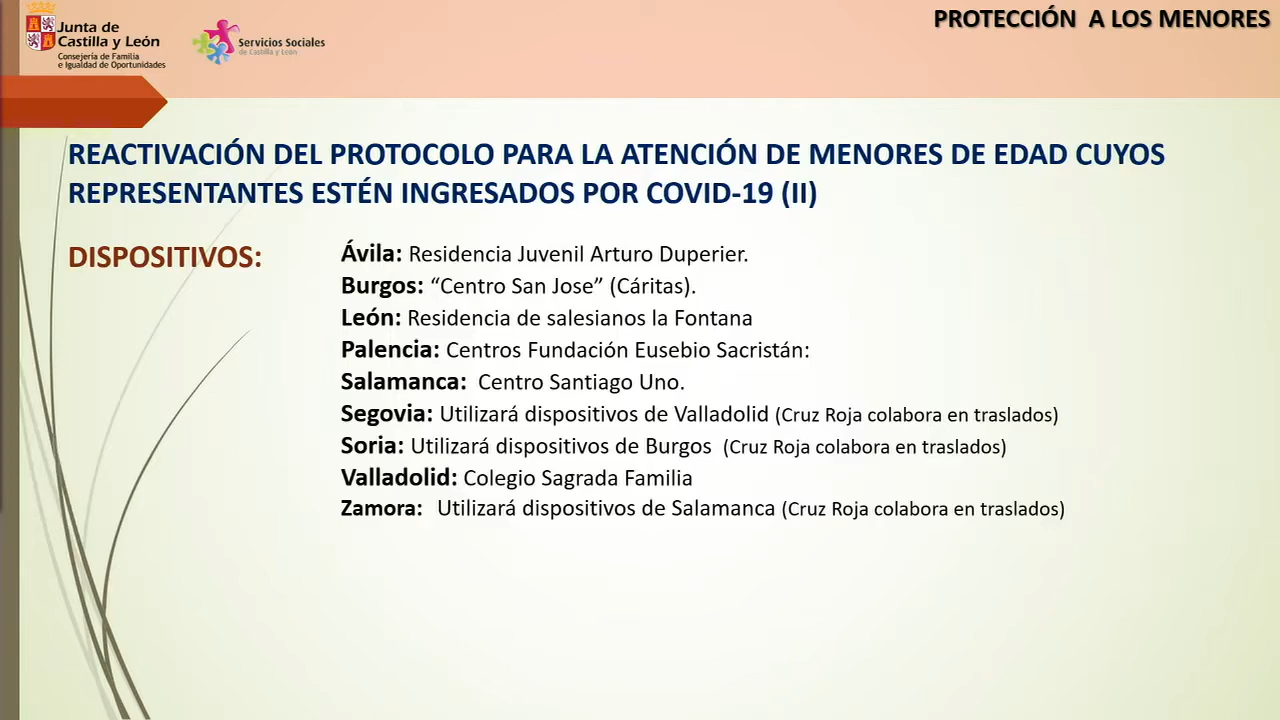 Junta de
Castilla y León
Consejería de Familia
e Igualdad de Oportunidades
Servicios Sociales
de Castilla y León
PROTECCIÓN A LOS MENORES
REACTIVACIÓN DEL PROTOCOLO PARA LA ATENCIÓN DE MENORES DE EDAD CUYOS
REPRESENTANTES ESTÉN INGRESADOS POR COVID-19 (II)
DISPOSITIVOS:
Ávila: Residencia Juvenil Arturo Duperier.
Burgos: “Centro San Jose” (Cáritas).
León: Residencia de salesianos la Fontana
Palencia: Centros Fundación Eusebio Sacristán:
Salamanca: Centro Santiago Uno.
Segovia: Utilizará dispositivos de Valladolid (Cruz Roja colabora en traslados)
Soria: Utilizará dispositivos de Burgos (Cruz Roja colabora en traslados)
Valladolid: Colegio Sagrada Familia
Zamora: Utilizará dispositivos de Salamanca (Cruz Roja colabora en traslados)